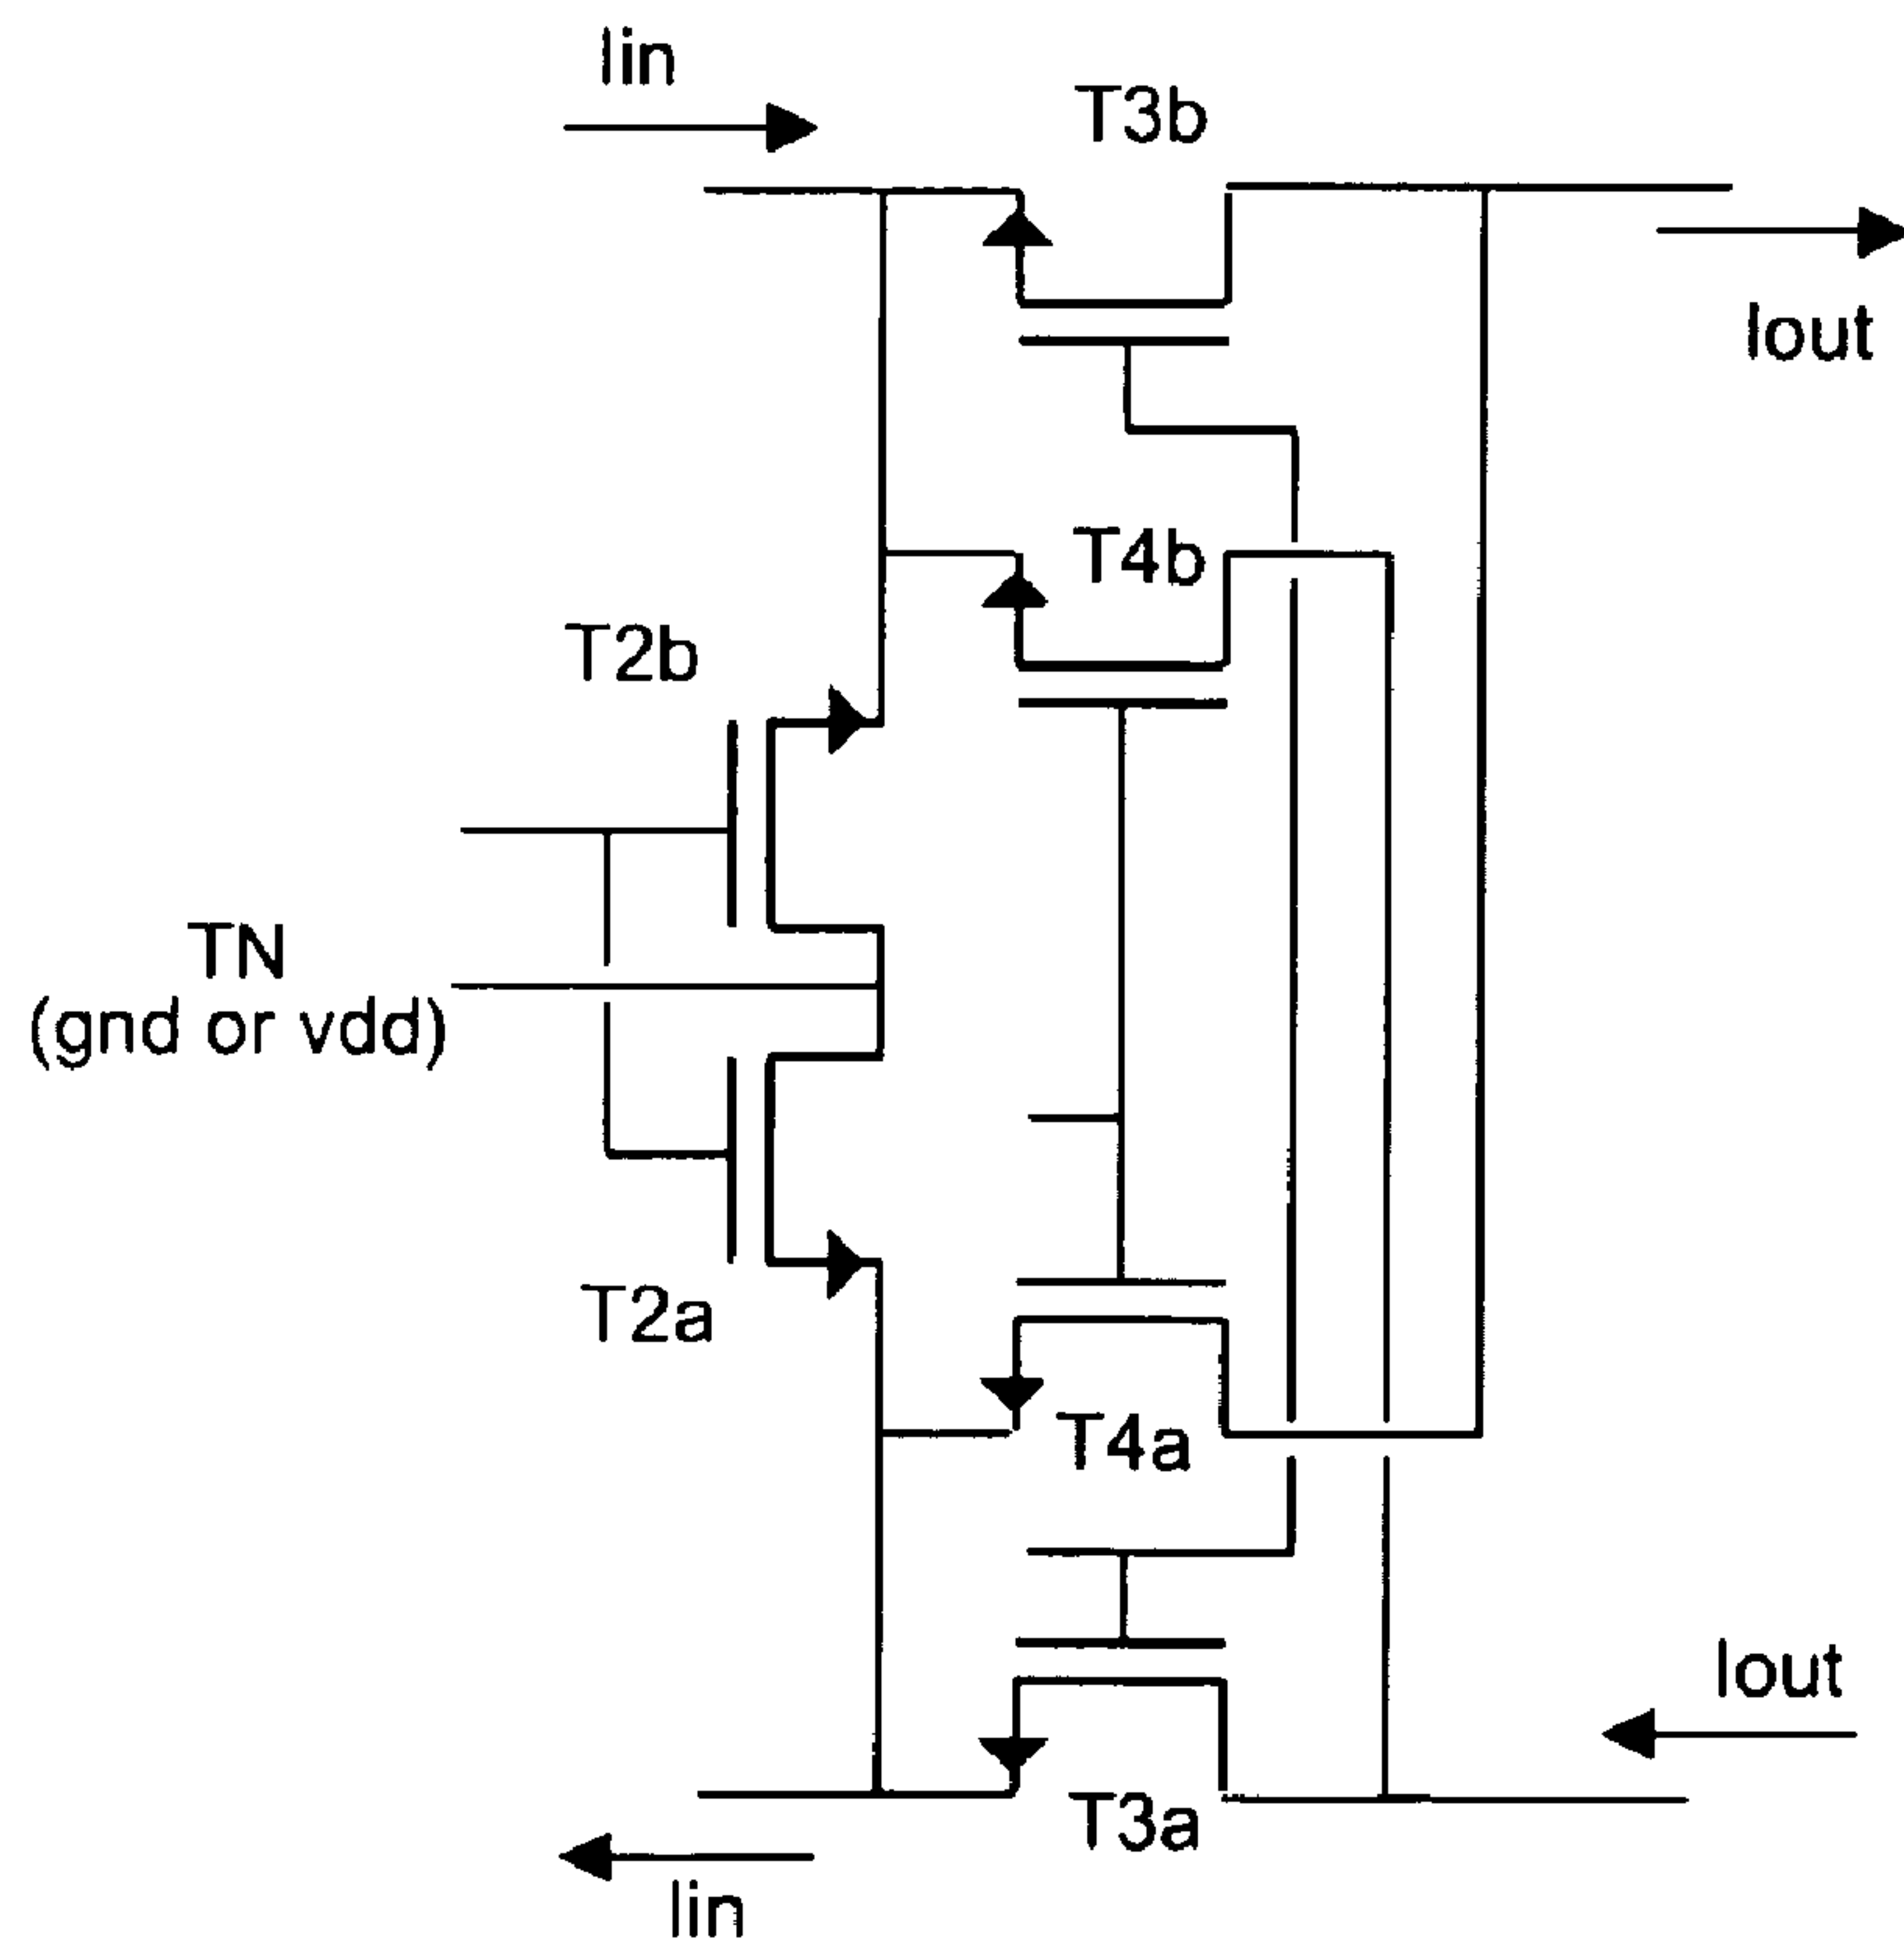 Iin
T3b
Iout
T4b
T2b
TN
(gnd or vdd)
T2a
T4a
Iout
T3a
Iin